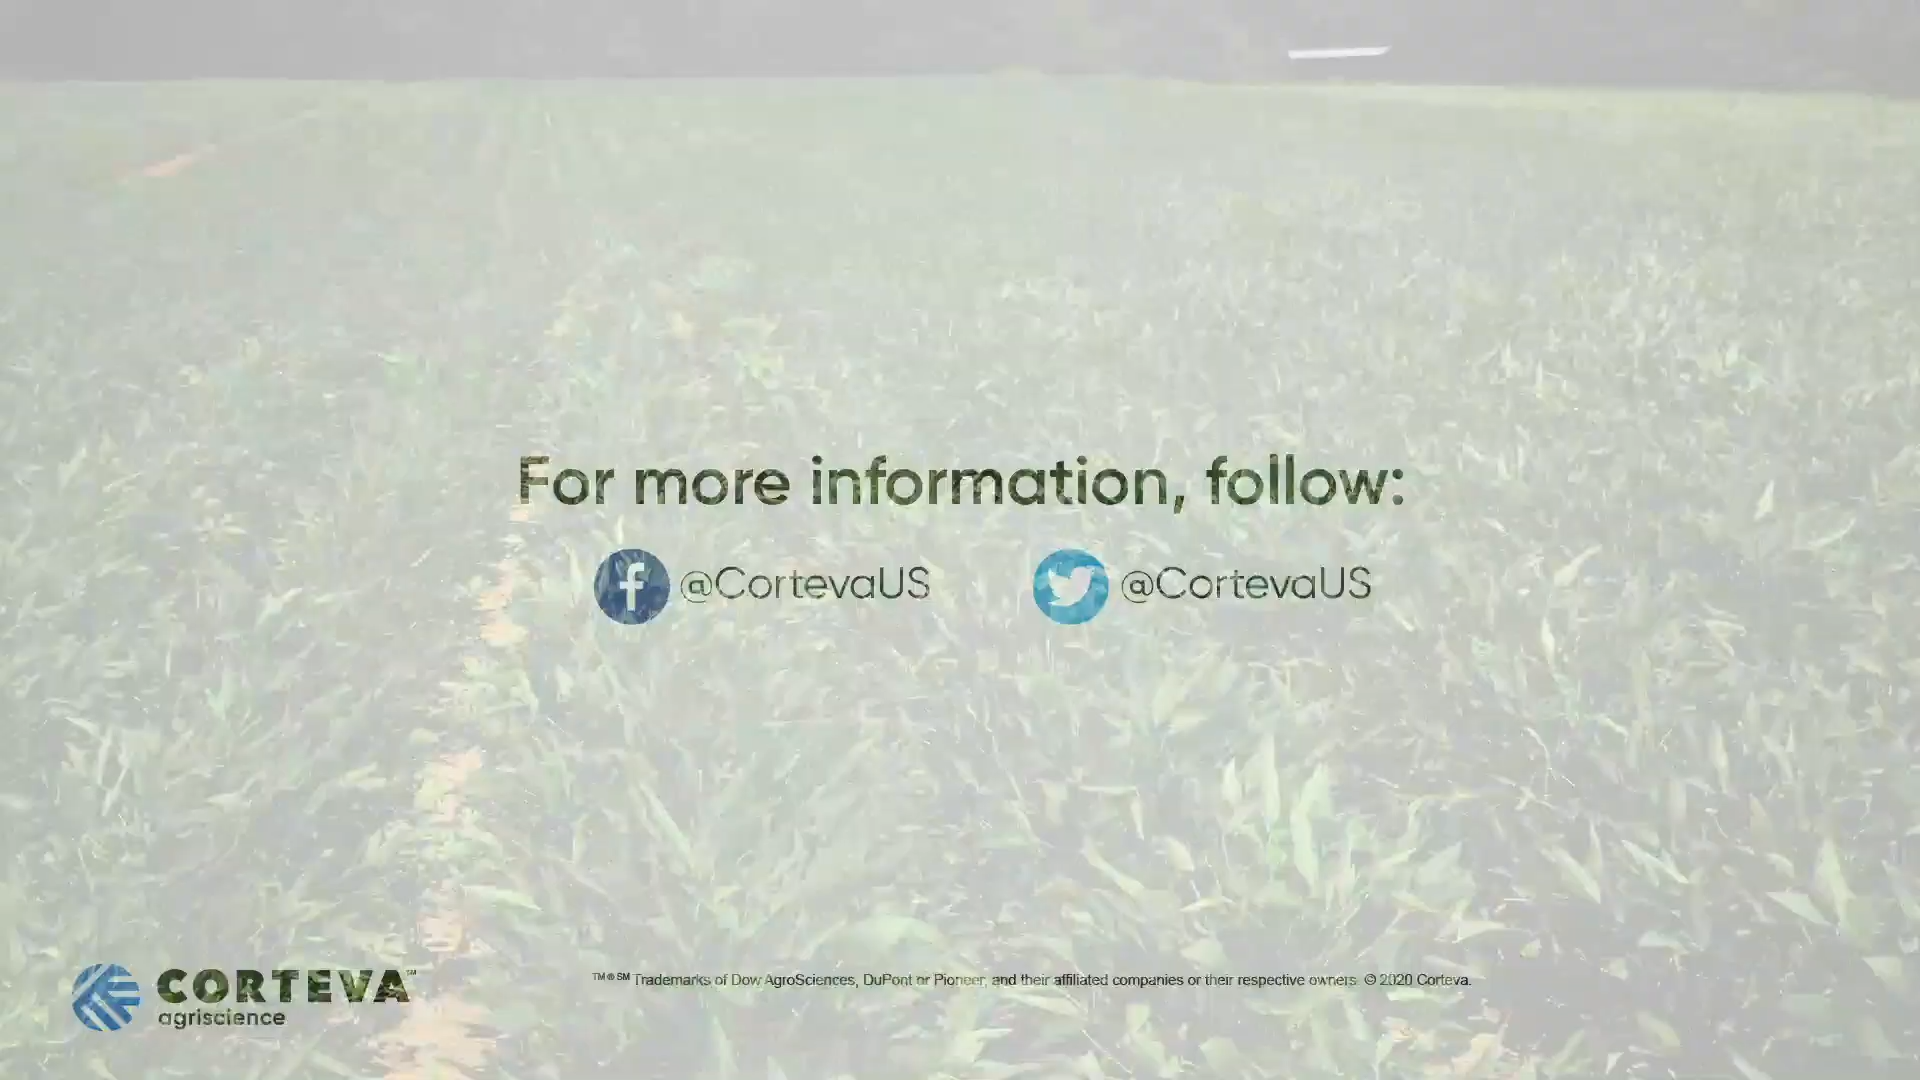 For more information, follow:
@CortevaUS @CortevaUS
CORTEVA™
agriscience
™®℠ Trademarks of Dow AgroSciences, DuPont or Pioneer, and their affiliated companies or their respective owners. © 2020 Corteva.